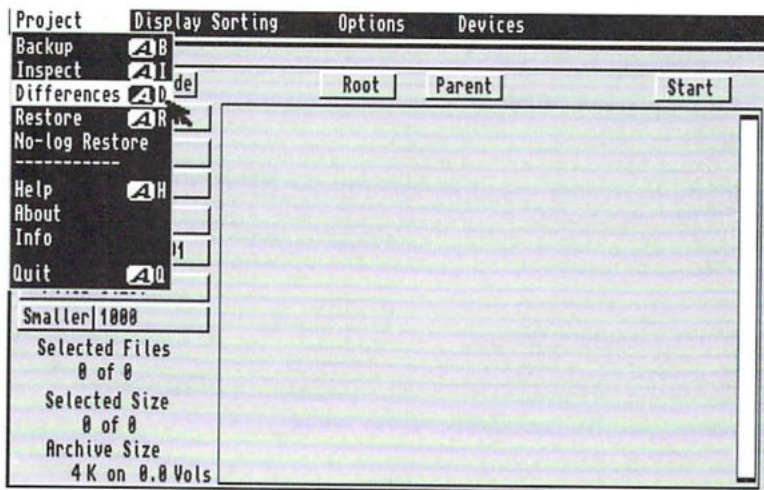 Project Display Sorting Options Devices
Backup A B
Inspect A I
Differences A D
Restore A R
No-log Restore
-----------
Help A H
About
Info
Quit A Q
de Root Parent Start
Smaller 1000
Selected Files
0 of 0
Selected Size
0 of 0
Archive Size
4 K on 0.0 Vols